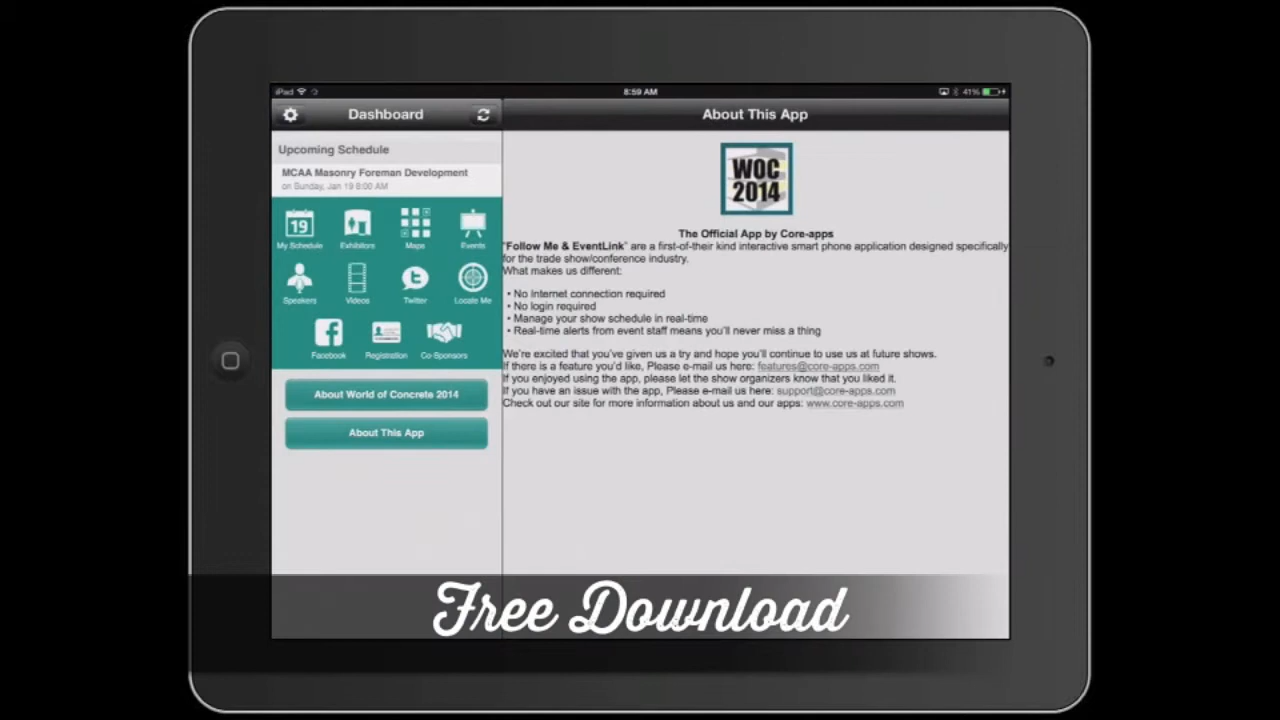 iPad
8:59 AM
41%
Dashboard
About This App
Upcoming Schedule
MCAA Masonry Foreman Development
on Sunday, Jan 19 8:00 AM
19
My Schedule
Exhibitors
Maps
Events
Speakers
Videos
Twitter
Locate Me
Facebook
Registration
Co-Sponsors
About World of Concrete 2014
About This App
WOC
2014
The Official App by Core-apps
"Follow Me & EventLink" are a first-of-their kind interactive smart phone application designed specifically
for the trade show/conference industry.
What makes us different:
• No Internet connection required
• No login required
• Manage your show schedule in real-time
• Real-time alerts from event staff means you'll never miss a thing
We're excited that you've given us a try and hope you'll continue to use us at future shows.
If there is a feature you'd like, Please e-mail us here: features@core-apps.com
If you enjoyed using the app, please let the show organizers know that you liked it.
If you have an issue with the app, Please e-mail us here: support@core-apps.com
Check out our site for more information about us and our apps: www.core-apps.com
Free Download